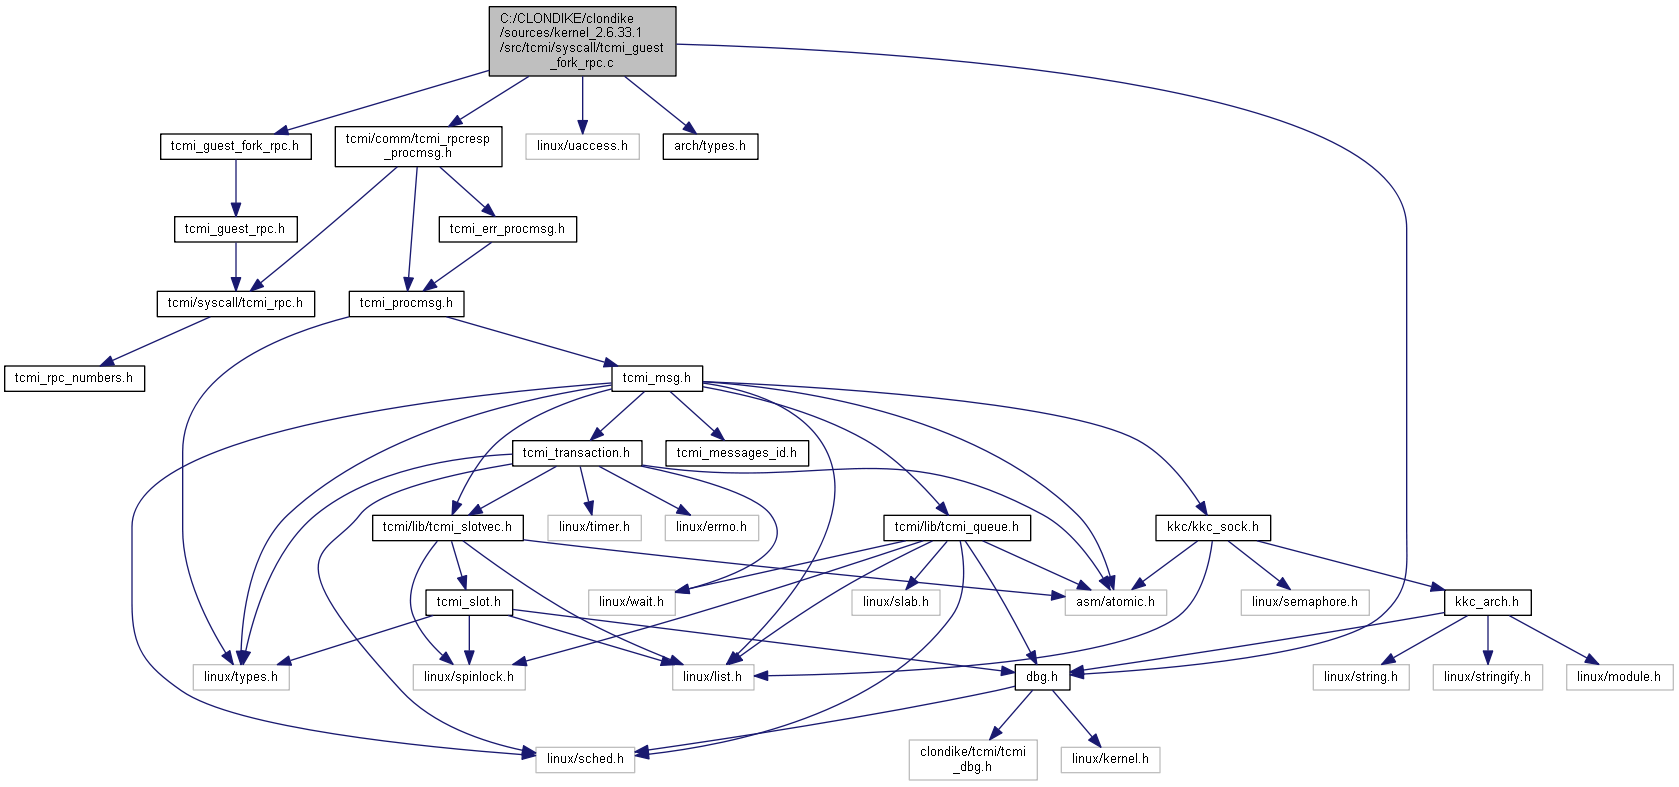 C:/CLONDIKE/clondike
/sources/kernel_2.6.33.1
/src/tcmi/syscall/tcmi_guest
_fork_rpc.c
tcmi_guest_fork_rpc.h
tcmi/comm/tcmi_rpcresp
_procmsg.h
linux/uaccess.h
arch/types.h
tcmi_guest_rpc.h
tcmi_err_procmsg.h
tcmi/syscall/tcmi_rpc.h
tcmi_procmsg.h
tcmi_rpc_numbers.h
tcmi_msg.h
tcmi_transaction.h
tcmi_messages_id.h
tcmi/lib/tcmi_slotvec.h
linux/timer.h
linux/errno.h
tcmi/lib/tcmi_queue.h
kkc/kkc_sock.h
tcmi_slot.h
linux/wait.h
linux/slab.h
asm/atomic.h
linux/semaphore.h
kkc_arch.h
linux/types.h
linux/spinlock.h
linux/list.h
dbg.h
linux/string.h
linux/stringify.h
linux/module.h
linux/sched.h
clondike/tcmi/tcmi
_dbg.h
linux/kernel.h